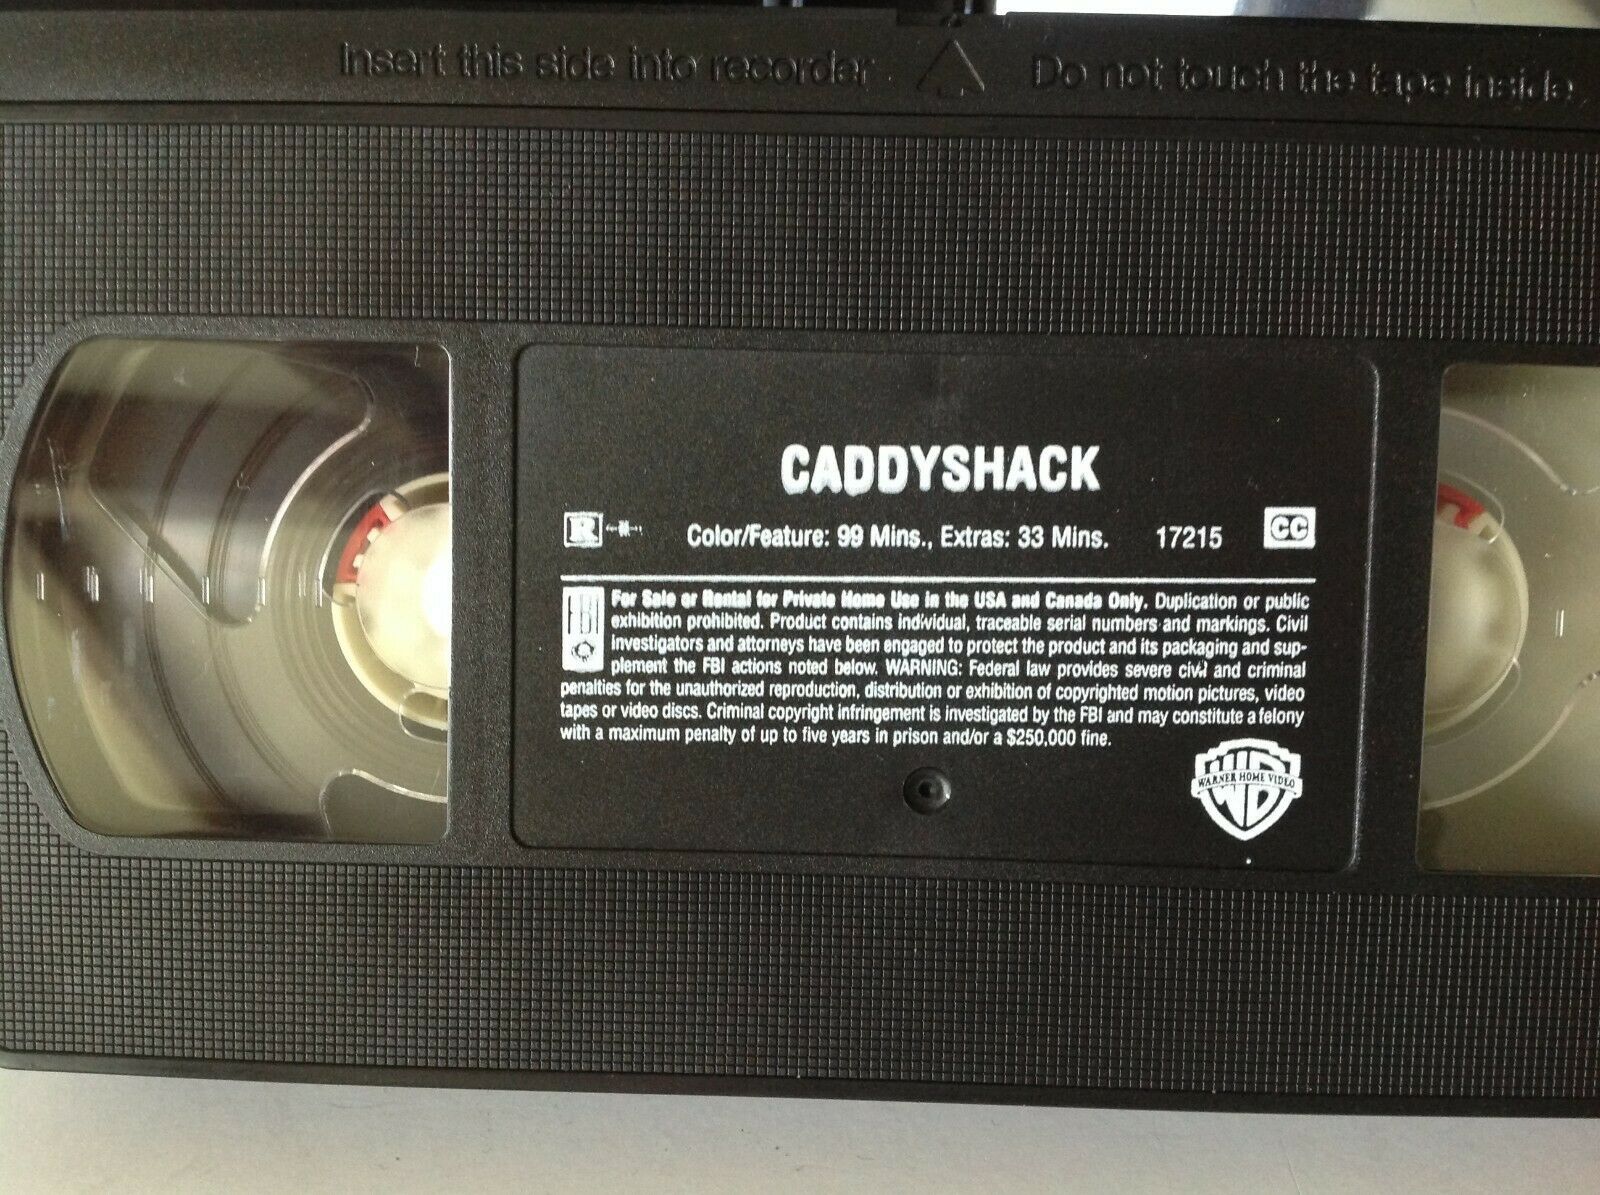 Insert this side into recorder
Do not touch the tape inside
CADDYSHACK
R
Color/Feature: 99 Mins., Extras: 33 Mins. 17215
CC
FBI
For Sale or Rental for Private Home Use in the USA and Canada Only. Duplication or public
exhibition prohibited. Product contains individual, traceable serial numbers and markings. Civil
investigators and attorneys have been engaged to protect the product and its packaging and sup-
plement the FBI actions noted below. WARNING: Federal law provides severe civil and criminal
penalties for the unauthorized reproduction, distribution or exhibition of copyrighted motion pictures, video
tapes or video discs. Criminal copyright infringement is investigated by the FBI and may constitute a felony
with a maximum penalty of up to five years in prison and/or a $250,000 fine.
WB
WARNER HOME VIDEO